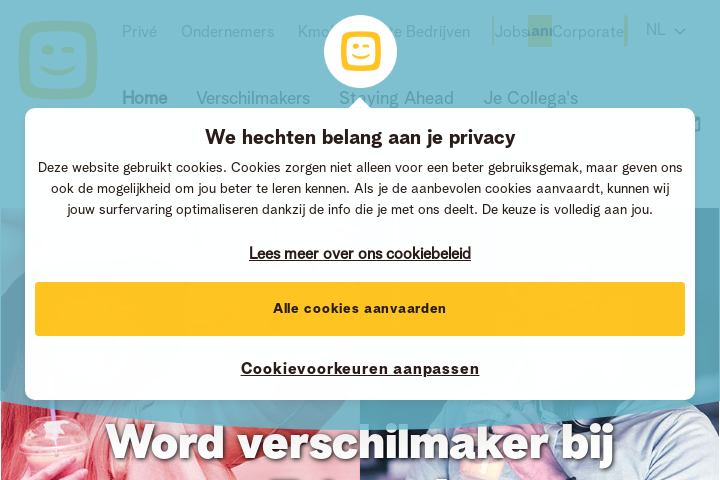 Privé Ondernemers Bedrijven Jobs Corporate NL
Home Verschilmakers Staying Ahead Je Collega's
We hechten belang aan je privacy
Deze website gebruikt cookies. Cookies zorgen niet alleen voor een beter gebruiksgemak, maar geven ons
ook de mogelijkheid om jou beter te leren kennen. Als je de aanbevolen cookies aanvaardt, kunnen wij
jouw surfervaring optimaliseren dankzij de info die je met ons deelt. De keuze is volledig aan jou.
Lees meer over ons cookiebeleid
Alle cookies aanvaarden
Cookievoorkeuren aanpassen
Word verschilmaker bij